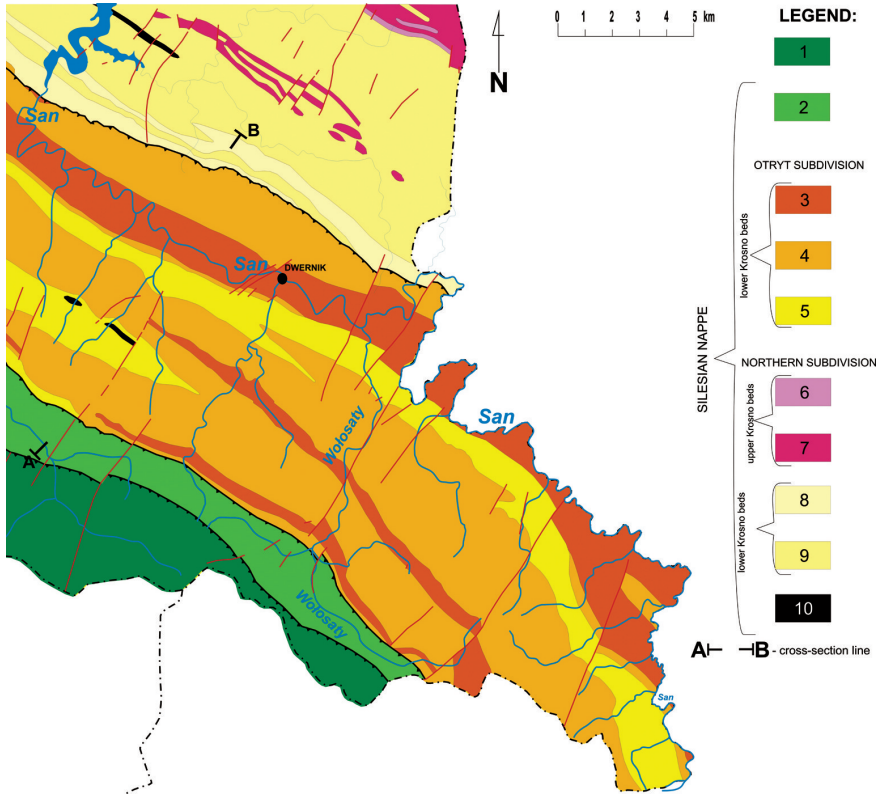 0 1 2 3 4 5 km
N
LEGEND:
1
2
OTRYT SUBDIVISION
3
4
5
lower Krosno beds
NORTHERN SUBDIVISION
6
7
upper Krosno beds
8
9
lower Krosno beds
10
SILESIAN NAPPE
A B - cross-section line
San
B
San
DWERNIK
San
Wołosaty
A
Wołosaty
San